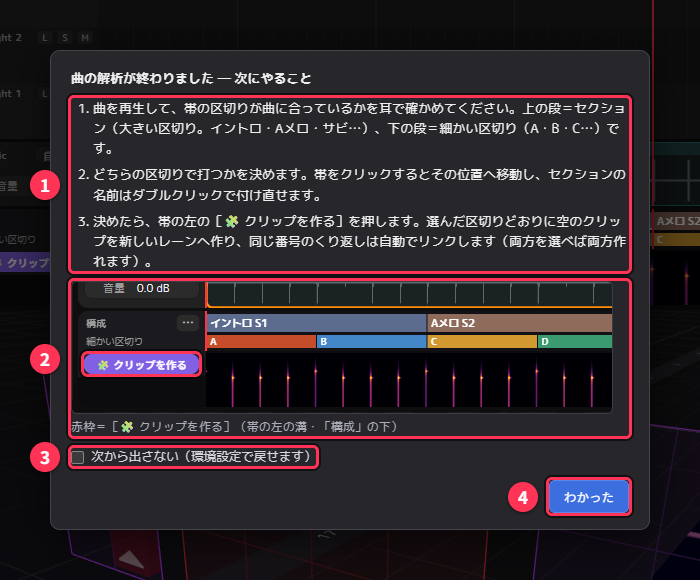 ght 2 L S M
曲の解析が終わりました — 次にやること
ght 1 L
1. 曲を再生して、帯の区切りが曲に合っているかを耳で確かめてください。上の段＝セクショ
ン（大きい区切り。イントロ・Aメロ・サビ…）、下の段＝細かい区切り（A・B・C…）で
す。
2. どちらの区切りで打つかを決めます。帯をクリックするとその位置へ移動し、セクションの
名前はダブルクリックで付け直せます。
3. 決めたら、帯の左の［🧩 クリップを作る］を押します。選んだ区切りどおりに空のクリッ
プを新しいレーンへ作り、同じ番号のくり返しは自動でリンクします（両方を選べば両方作
れます）。
1
音量
Aメロ S2
い区切り
C
クリップ
音量 0.0 dB
構成 … イントロ S1 Aメロ S2
細かい区切り A B C D
🧩 クリップを作る
2
赤枠＝［🧩 クリップを作る］（帯の左の溝・「構成」の下）
3 次から出さない（環境設定で戻せます）
4 わかった